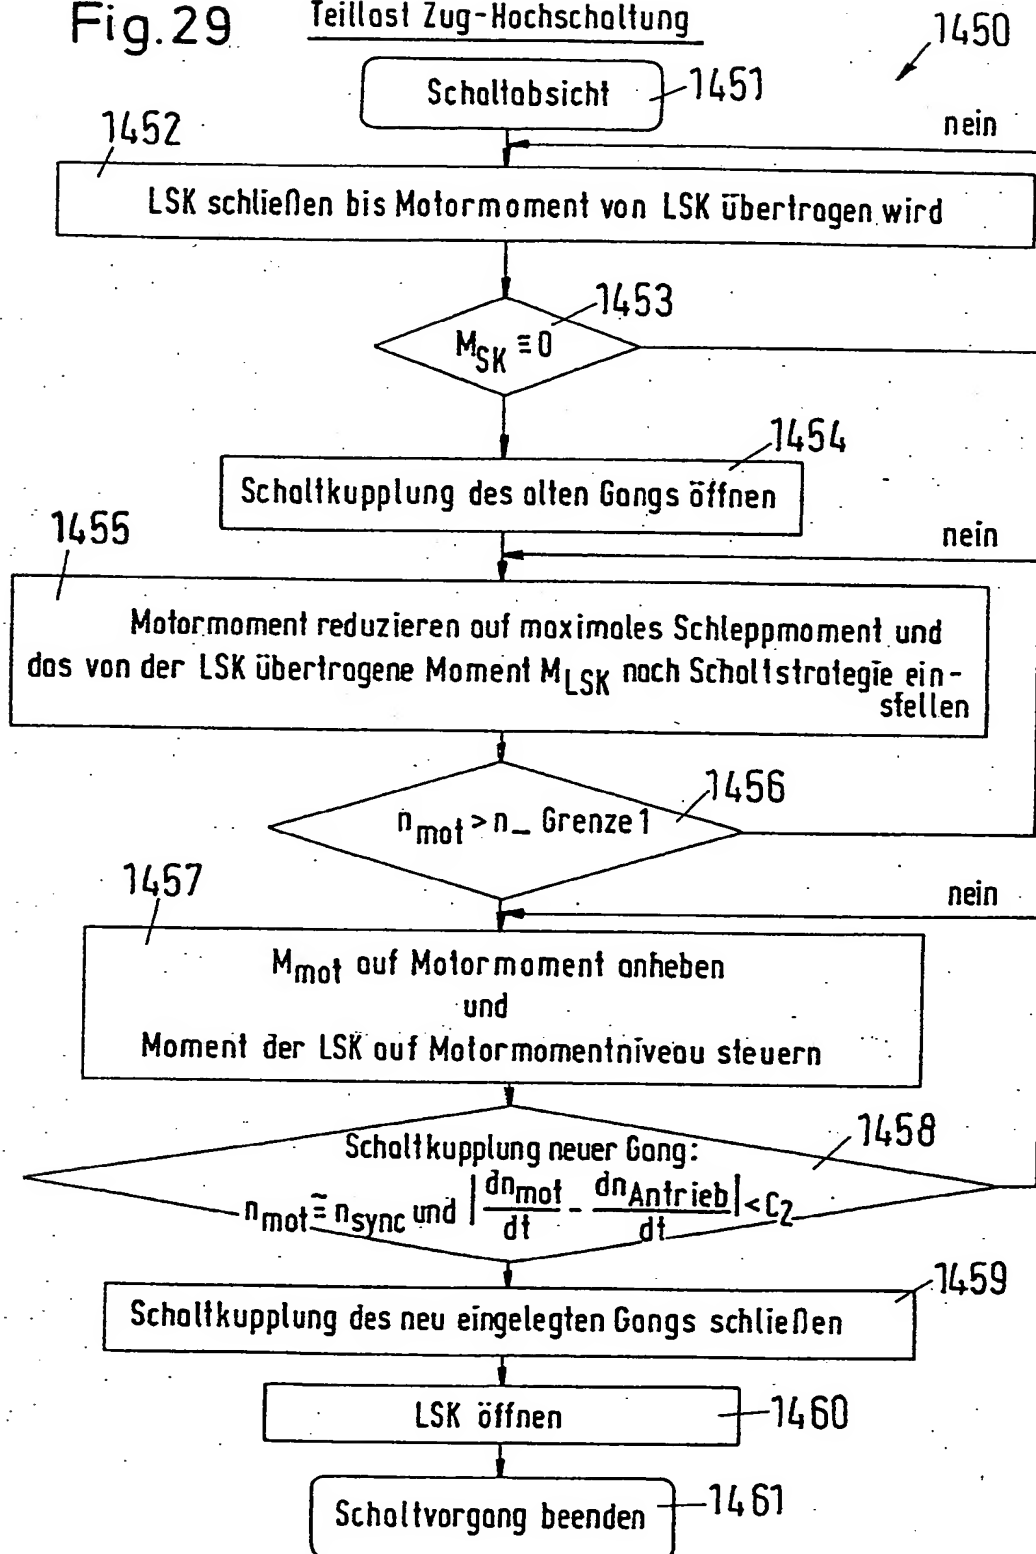 Fig.29
Teillast Zug-Hochschaltung
1450
Schaltabsicht
1451
nein
1452
LSK schließen bis Motormoment von LSK übertragen wird
1453
M_SK ≡ 0
1454
Schaltkupplung des alten Gangs öffnen
nein
1455
Motormoment reduzieren auf maximales Schleppmoment und
das von der LSK übertragene Moment M_LSK nach Schaltstrategie ein-
stellen
1456
n_mot > n_ Grenze 1
1457
nein
M_mot auf Motormoment anheben
und
Moment der LSK auf Motormomentniveau steuern
1458
Schaltkupplung neuer Gang:
n_mot ≅ n_sync und | dn_mot/dt - dn_Antrieb/dt | < C_2
1459
Schaltkupplung des neu eingelegten Gangs schließen
LSK öffnen
1460
Schaltvorgang beenden
1461